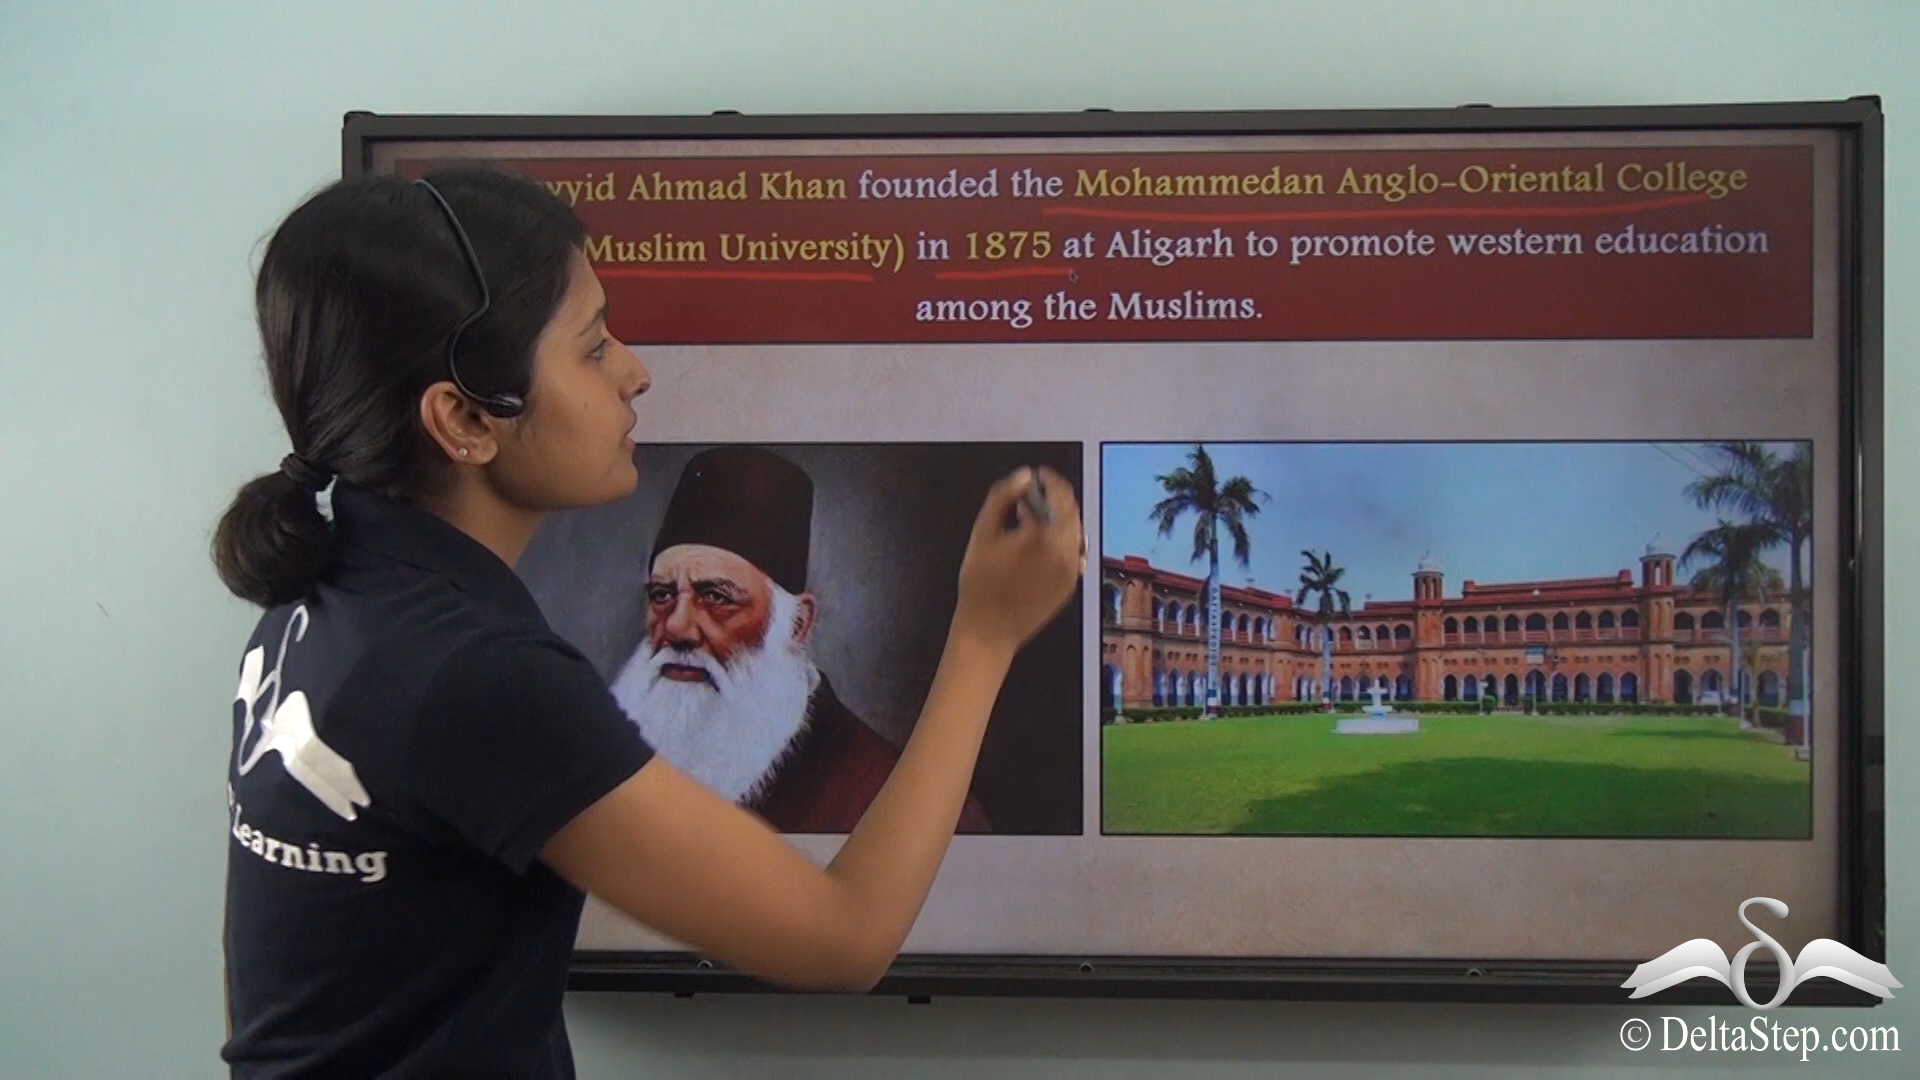 yyid Ahmad Khan founded the Mohammedan Anglo-Oriental College
(Muslim University) in 1875 at Aligarh to promote western education
among the Muslims.
Learning
© DeltaStep.com